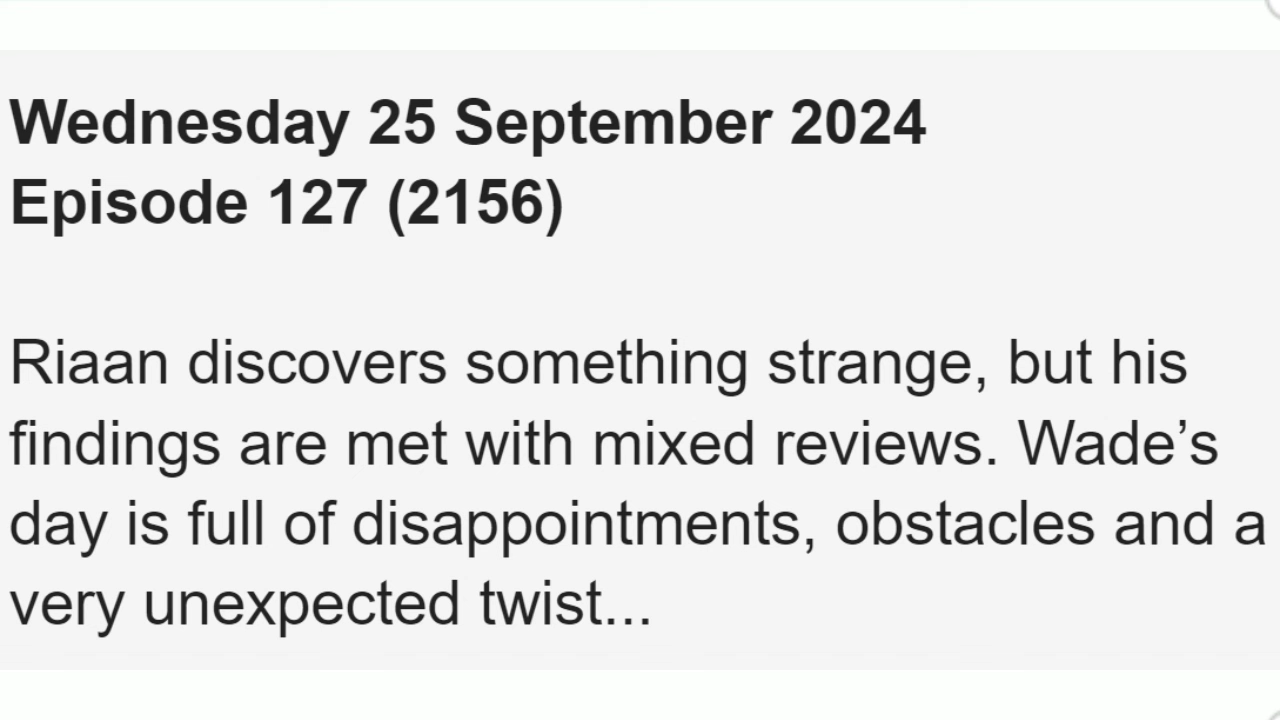 Wednesday 25 September 2024
Episode 127 (2156)
Riaan discovers something strange, but his
findings are met with mixed reviews. Wade’s
day is full of disappointments, obstacles and a
very unexpected twist...